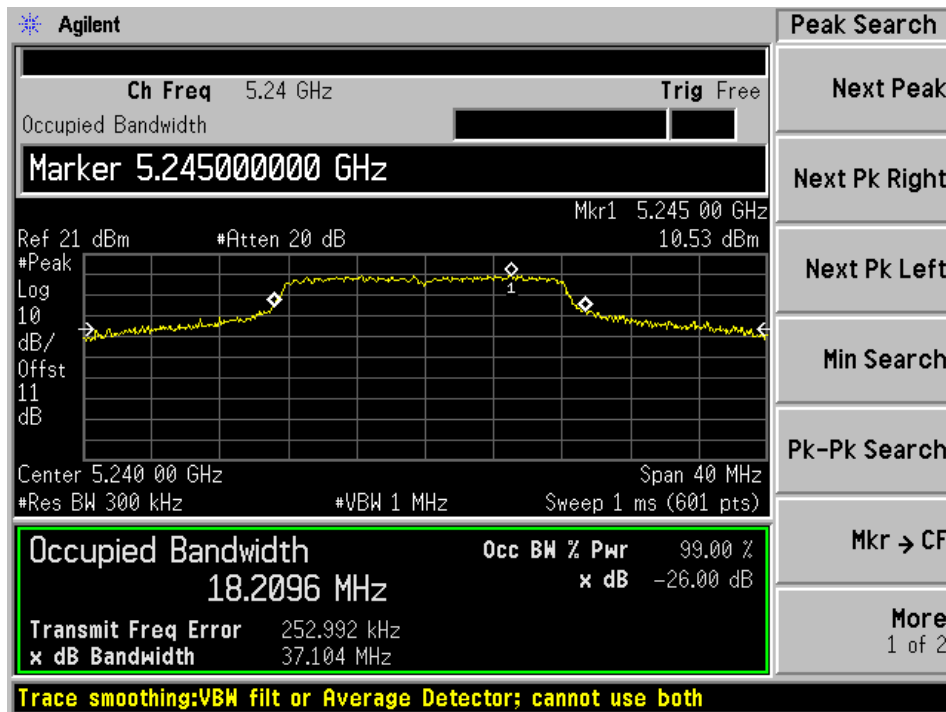 Agilent
Peak Search
Ch Freq 5.24 GHz Trig Free
Occupied Bandwidth
Marker 5.245000000 GHz
Mkr1 5.245 00 GHz
Ref 21 dBm #Atten 20 dB 10.53 dBm
#Peak
Log
10
dB/
Offst
11
dB
1
Center 5.240 00 GHz Span 40 MHz
#Res BW 300 kHz #VBW 1 MHz Sweep 1 ms (601 pts)
Occupied Bandwidth Occ BW % Pwr 99.00 %
18.2096 MHz x dB -26.00 dB
Transmit Freq Error 252.992 kHz
x dB Bandwidth 37.104 MHz
Trace smoothing:VBW filt or Average Detector; cannot use both
Next Peak
Next Pk Right
Next Pk Left
Min Search
Pk-Pk Search
Mkr → CF
More
1 of 2